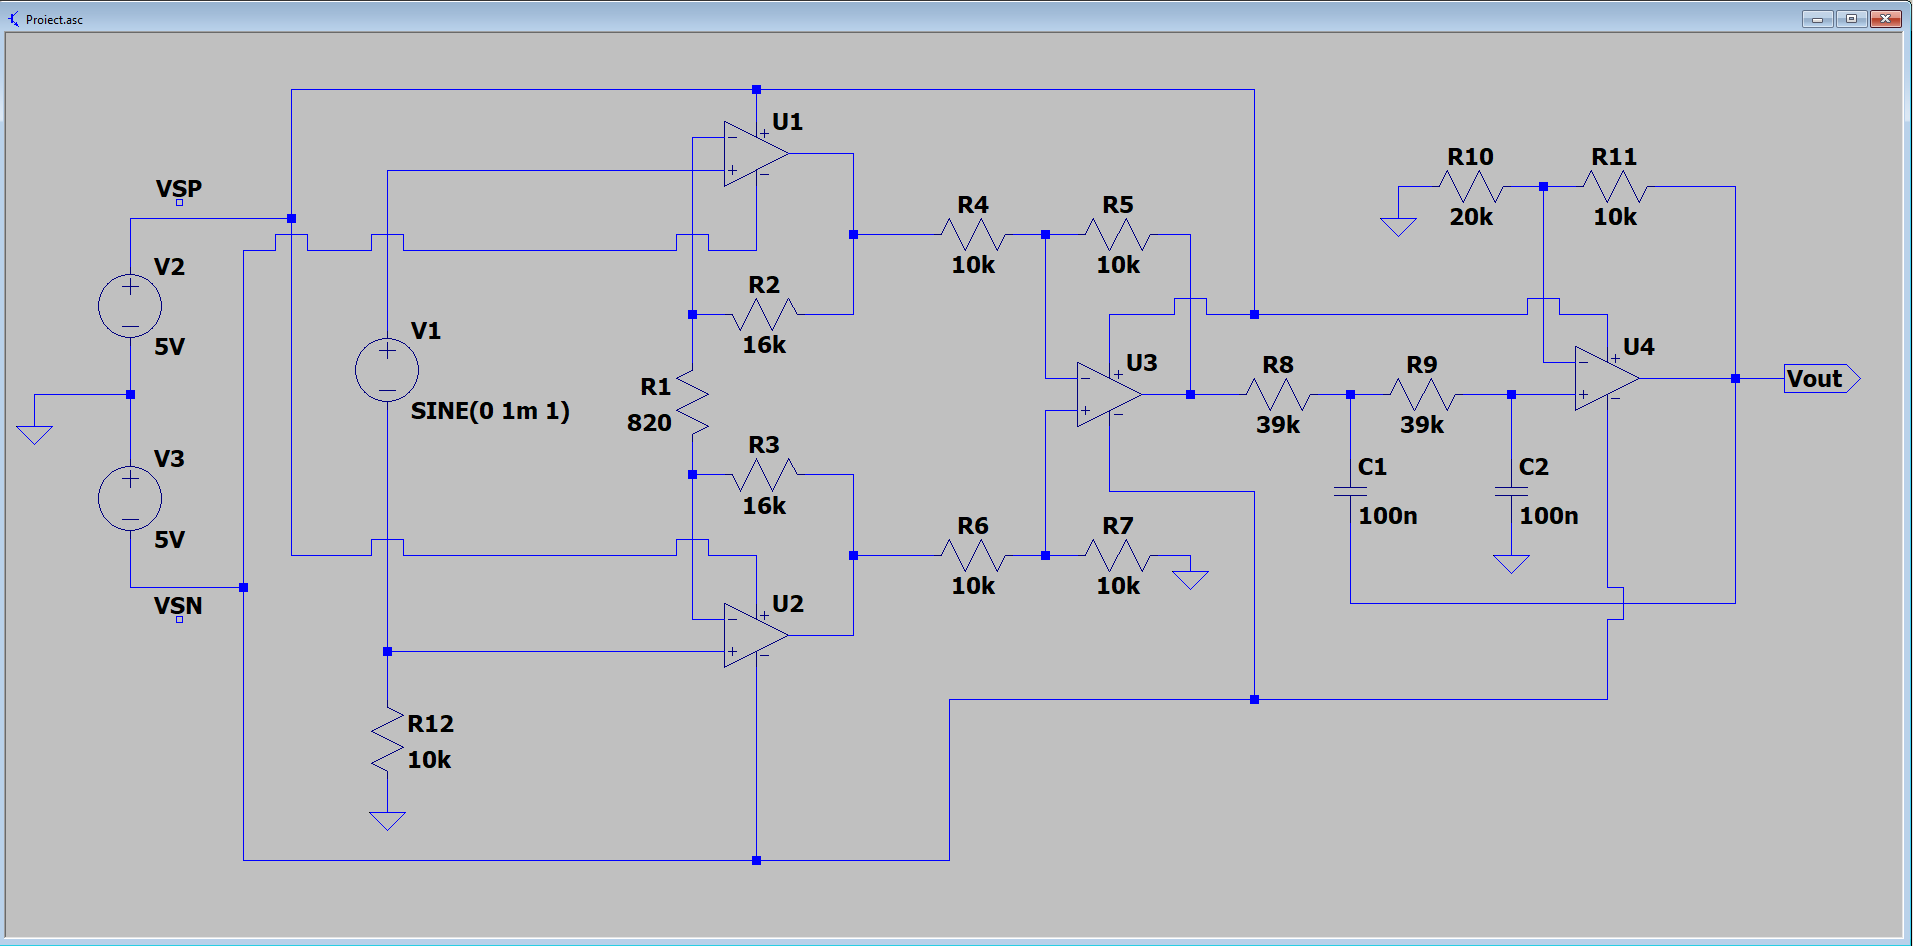 Project.asc
U1
VSP
R10
R11
R4
R5
20k
10k
V2
10k
10k
R2
5V
V1
16k
U3
U4
R1
R8
R9
Vout
SINE(0 1m 1)
820
39k
39k
V3
R3
C1
C2
16k
100n
100n
5V
R6
R7
10k
10k
VSN
U2
R12
10k